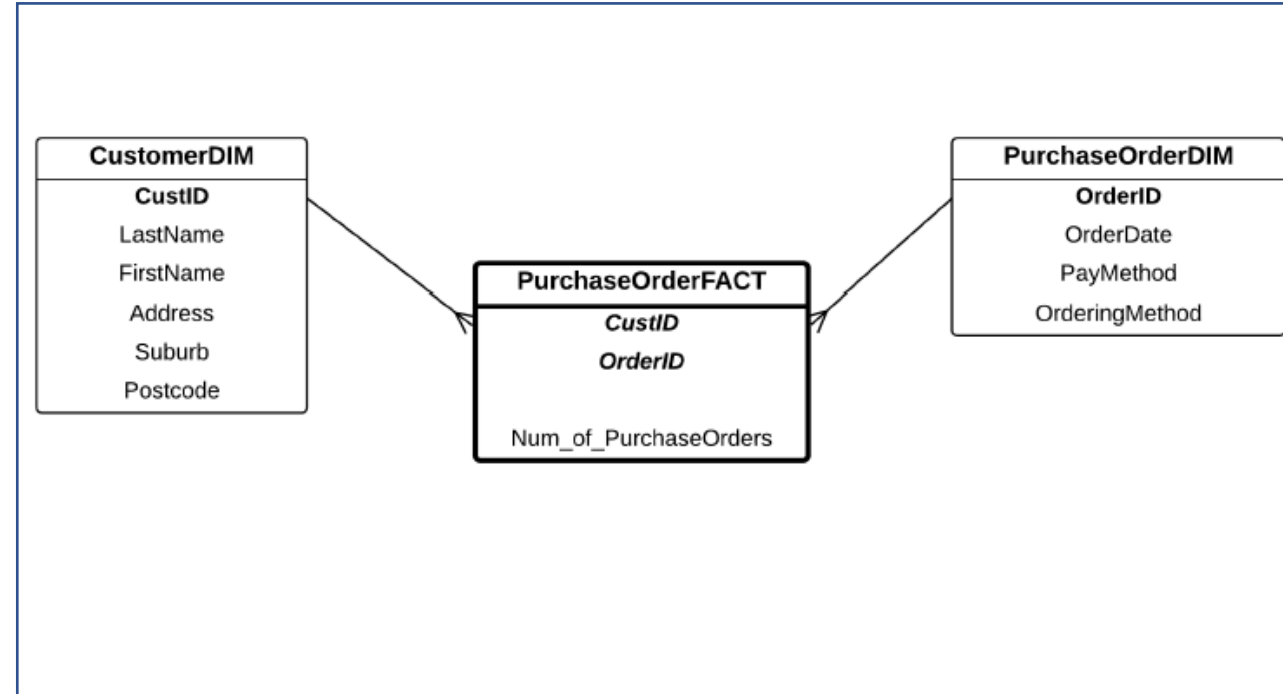 CustomerDIM
CustID
LastName
FirstName
Address
Suburb
Postcode
PurchaseOrderFACT
CustID
OrderID
Num_of_PurchaseOrders
PurchaseOrderDIM
OrderID
OrderDate
PayMethod
OrderingMethod